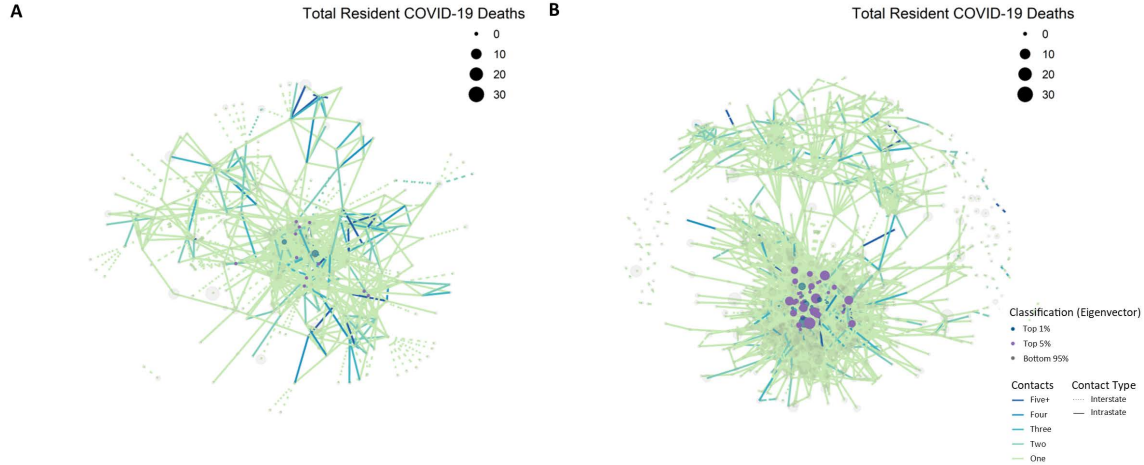 A
Total Resident COVID-19 Deaths
0
10
20
30
B
Total Resident COVID-19 Deaths
0
10
20
30
Classification (Eigenvector)
Top 1%
Top 5%
Bottom 95%
Contacts
Five+
Four
Three
Two
One
Contact Type
Interstate
Intrastate